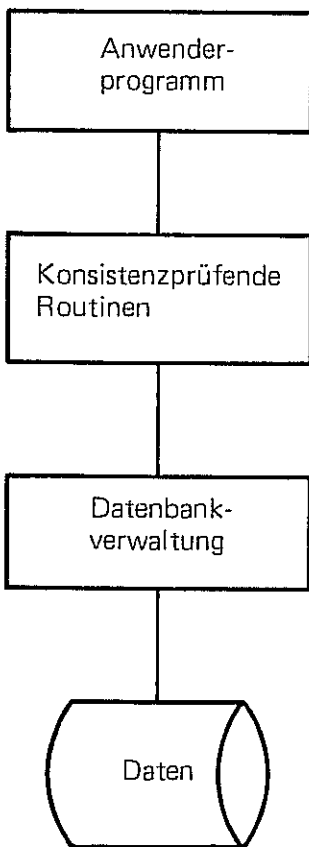 Anwender-
programm
Konsistenzprüfende
Routinen
Datenbank-
verwaltung
Daten